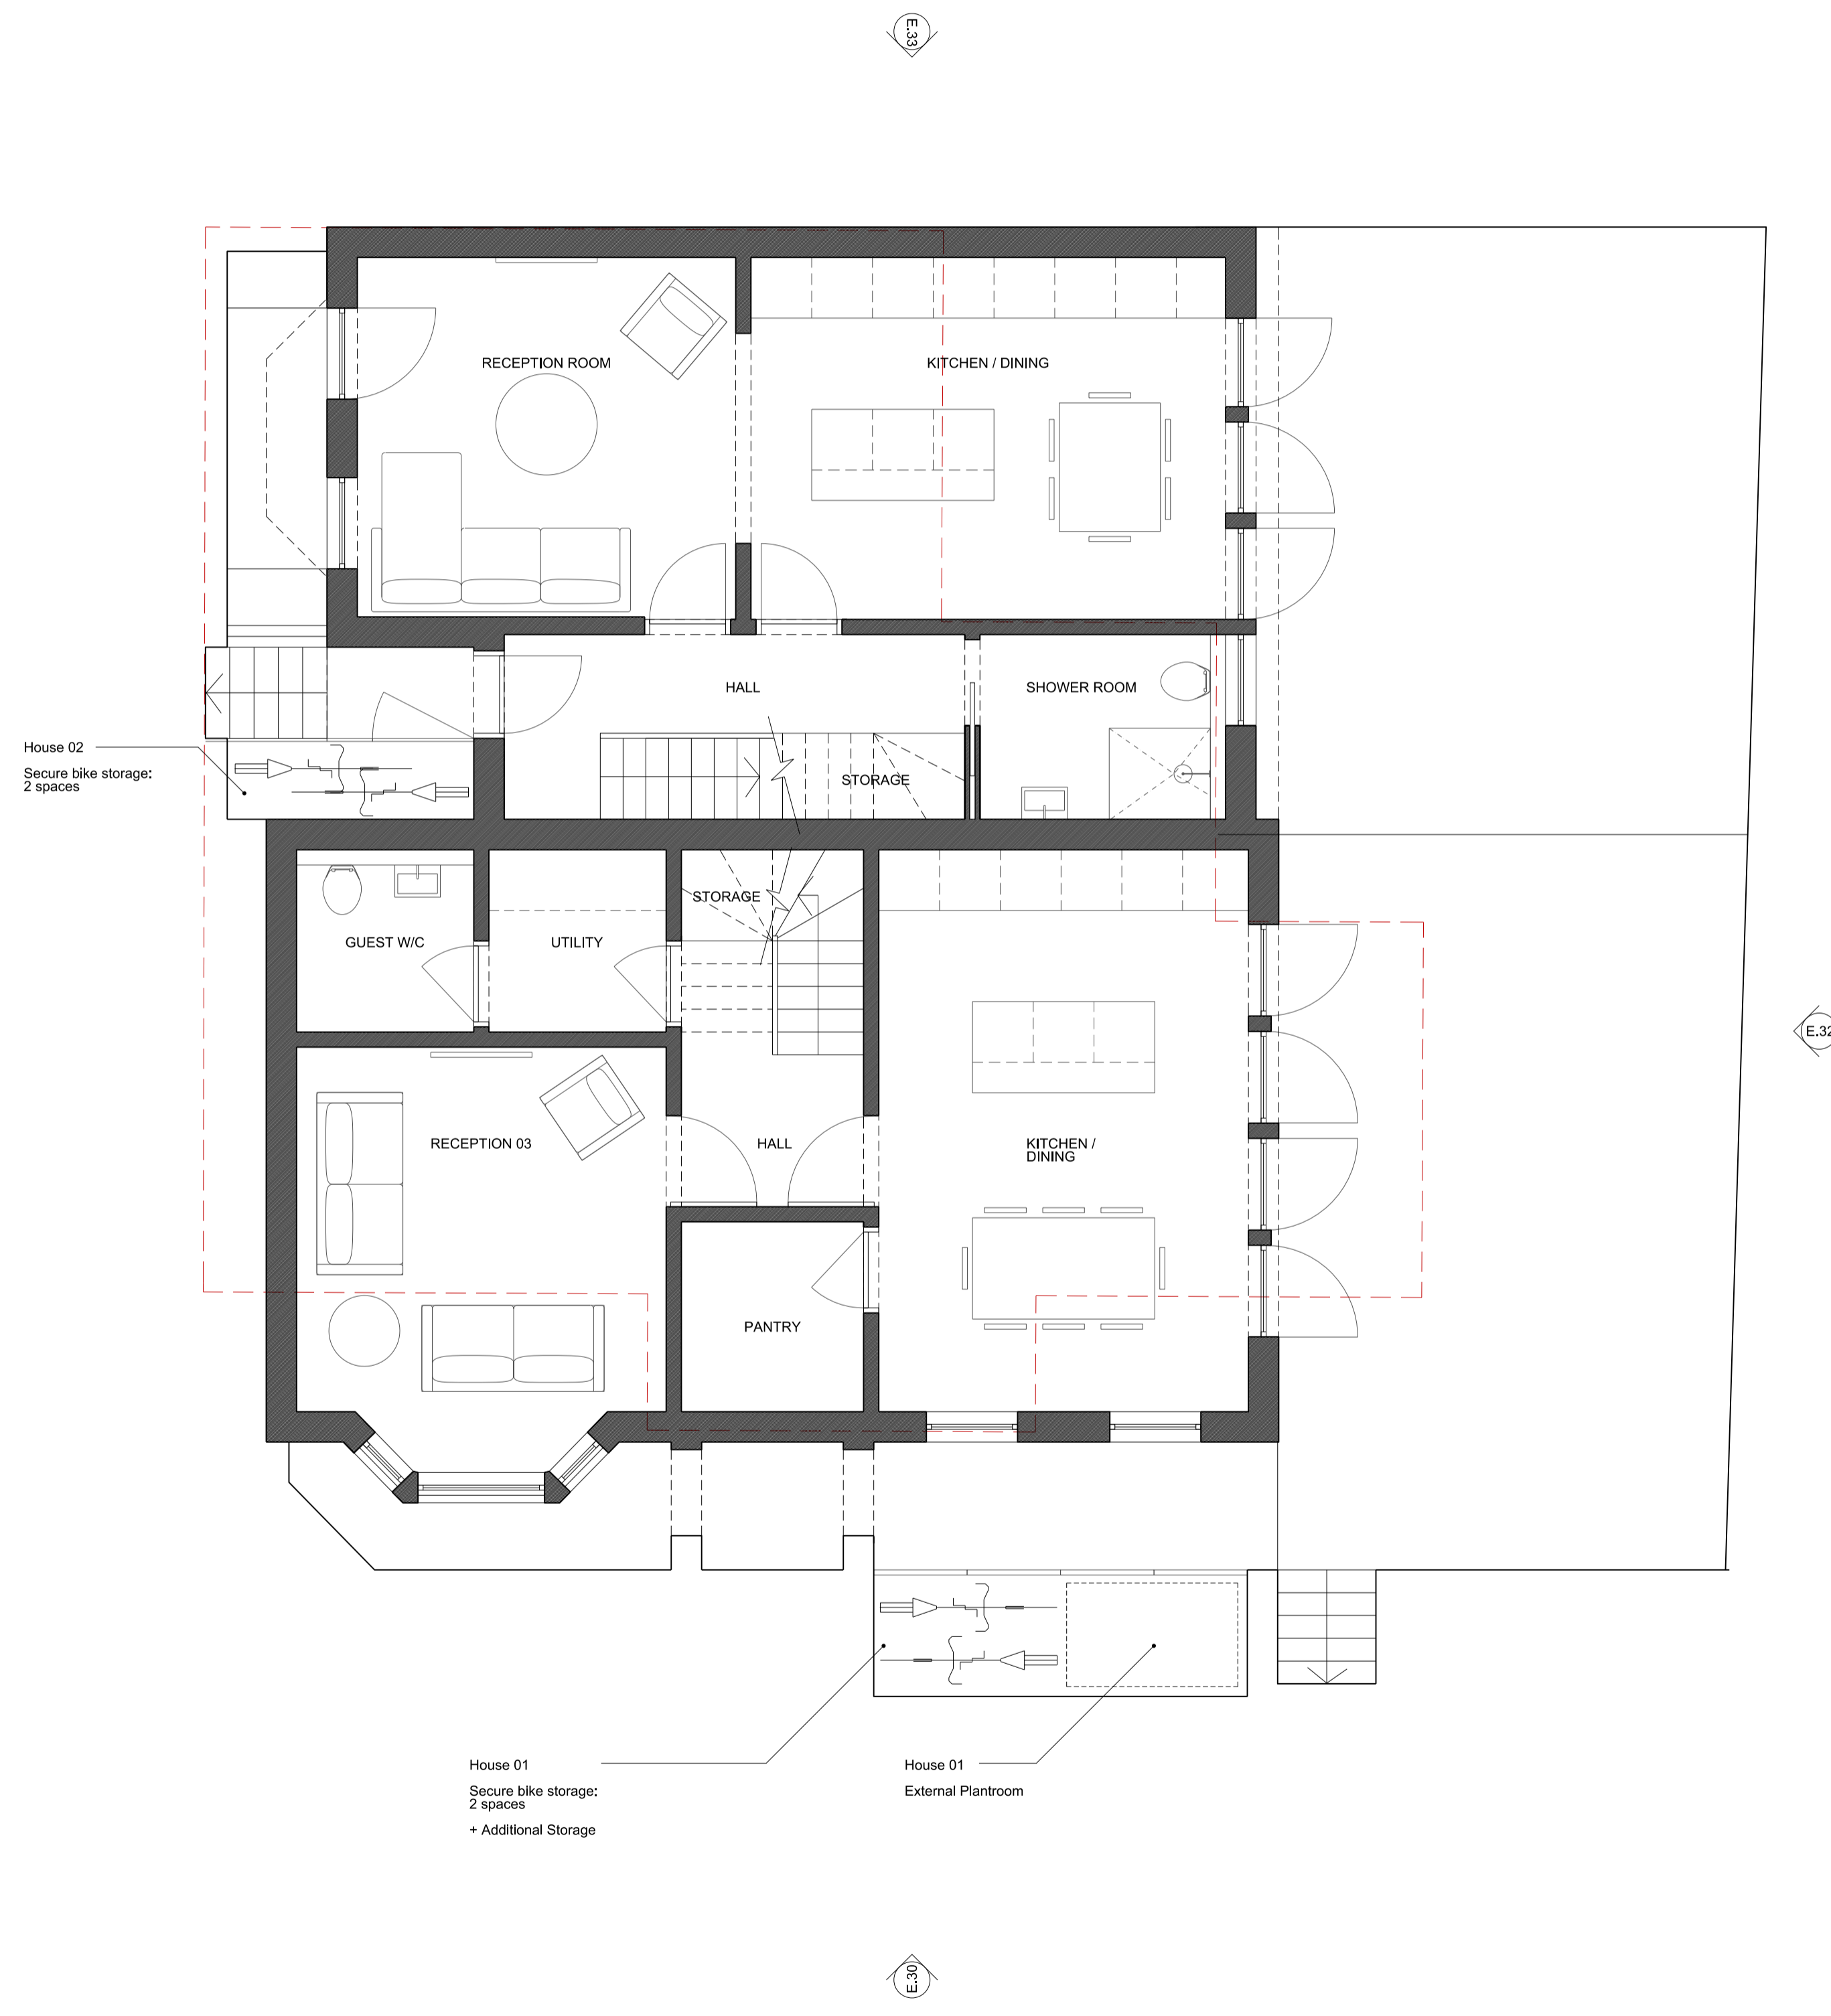 E.33
RECEPTION ROOM
KITCHEN / DINING
HALL
SHOWER ROOM
House 02
Secure bike storage:
2 spaces
STORAGE
STORAGE
GUEST W/C
UTILITY
E.32
RECEPTION 03
HALL
KITCHEN /
DINING
PANTRY
House 01
Secure bike storage:
2 spaces
+ Additional Storage
House 01
External Plantroom
E.30